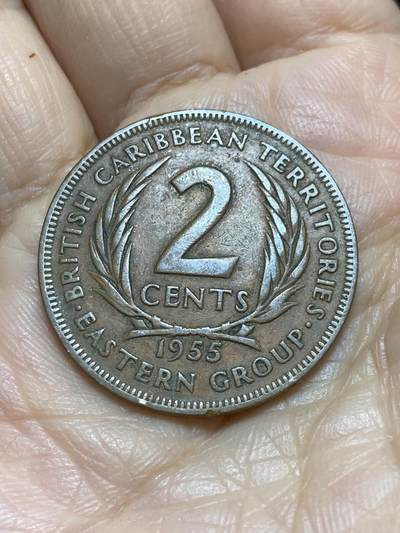 BRITISH CARIBBEAN TERRITORIES
2
CENTS
1955
· EASTERN GROUP ·